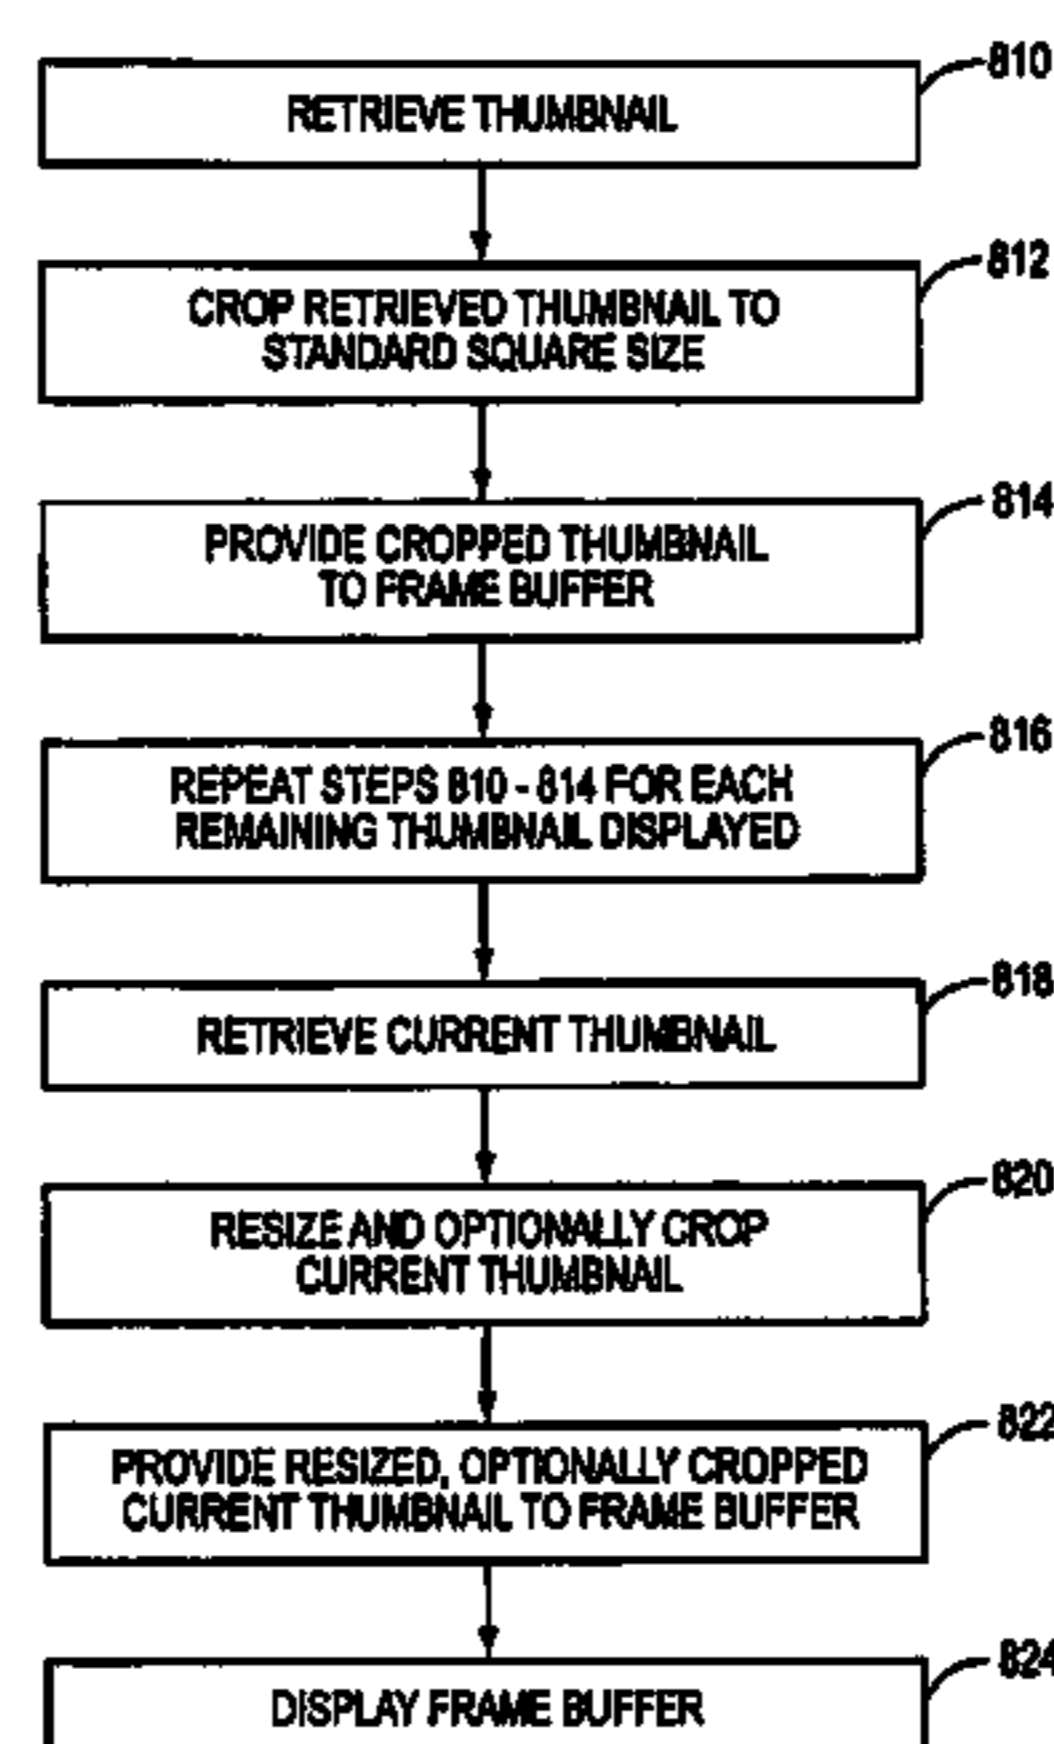 810
RETRIEVE THUMBNAIL
812
CROP RETRIEVED THUMBNAIL TO
STANDARD SQUARE SIZE
814
PROVIDE CROPPED THUMBNAIL
TO FRAME BUFFER
816
REPEAT STEPS 810 - 814 FOR EACH
REMAINING THUMBNAIL DISPLAYED
818
RETRIEVE CURRENT THUMBNAIL
820
RESIZE AND OPTIONALLY CROP
CURRENT THUMBNAIL
822
PROVIDE RESIZED, OPTIONALLY CROPPED
CURRENT THUMBNAIL TO FRAME BUFFER
824
DISPLAY FRAME BUFFER